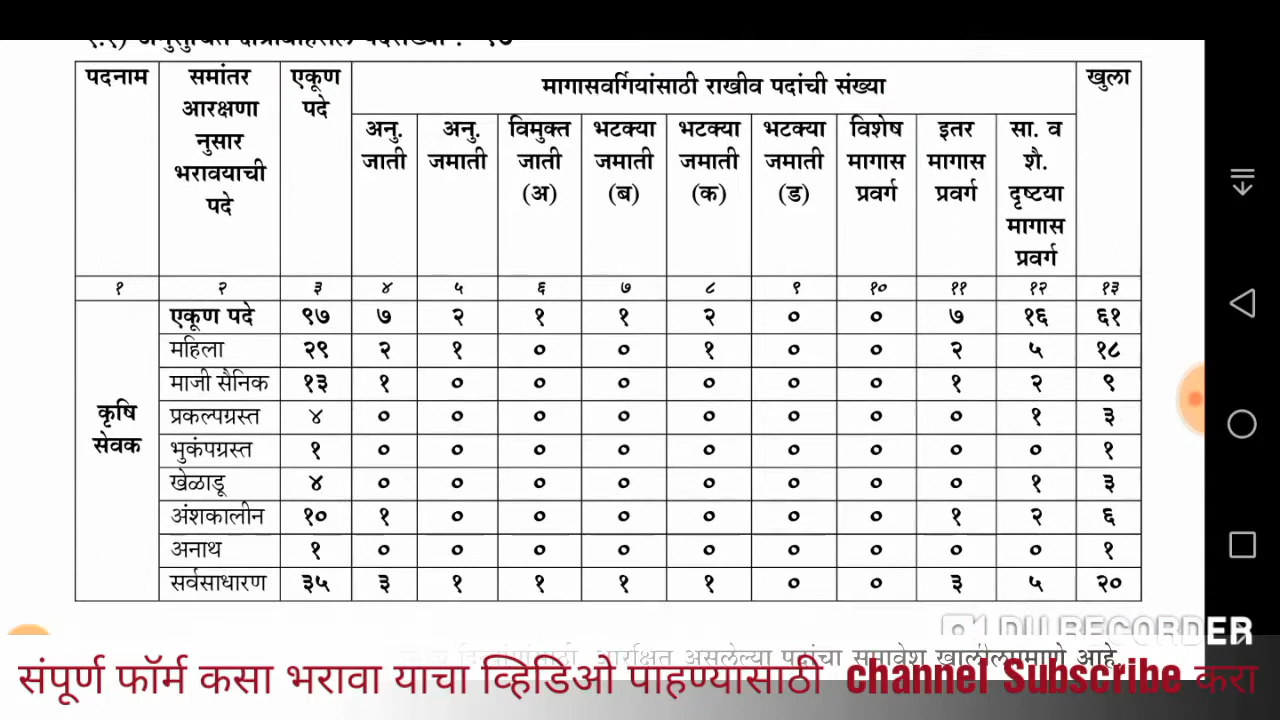 पदनाम समांतर आरक्षणा नुसार भरावयाची पदे एकूण पदे मागासवर्गियांसाठी राखीव पदांची संख्या खुला
अनु. जाती अनु. जमाती विमुक्त जाती (अ) भटक्या जमाती (ब) भटक्या जमाती (क) भटक्या जमाती (ड) विशेष मागास प्रवर्ग इतर मागास प्रवर्ग सा. व शै. दृष्टया मागास प्रवर्ग
१ २ ३ ४ ५ ६ ७ ८ ९ १० ११ १२ १३
कृषि सेवक
एकूण पदे ९७ ७ २ १ १ २ ० ० ७ १६ ६१
महिला २९ २ १ ० ० १ ० ० २ ५ १८
माजी सैनिक १३ १ ० ० ० ० ० ० १ २ ९
प्रकल्पग्रस्त ४ ० ० ० ० ० ० ० ० १ ३
भुकंपग्रस्त १ ० ० ० ० ० ० ० ० ० १
खेळाडू ४ ० ० ० ० ० ० ० ० १ ३
अंशकालीन १० १ ० ० ० ० ० ० १ २ ६
अनाथ १ ० ० ० ० ० ० ० ० ० १
सर्वसाधारण ३५ ३ १ १ १ १ ० ० ३ ५ २०
DU RECORDER
असलेल्या पदांचा समावेश खालीलप्रमाणे आहे.
संपूर्ण फॉर्म कसा भरावा याचा व्हिडिओ पाहण्यासाठी channel Subscribe करा